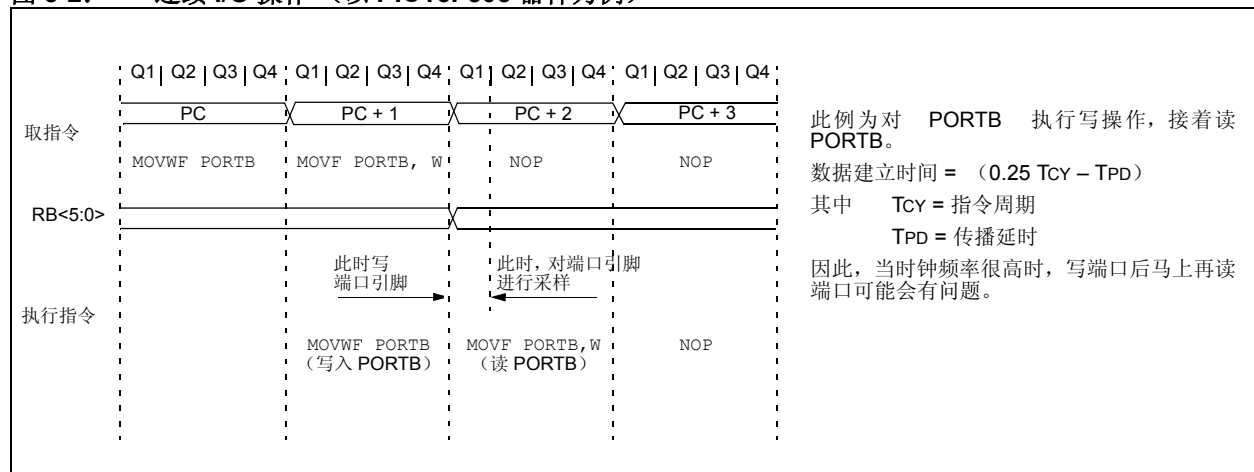 Q1 | Q2 | Q3 | Q4 Q1 | Q2 | Q3 | Q4 Q1 | Q2 | Q3 | Q4 Q1 | Q2 | Q3 | Q4
取指令
PC PC + 1 PC + 2 PC + 3
MOVWF PORTB MOVF PORTB, W NOP NOP
RB<5:0>
此时写
端口引脚
此时，对端口引脚
进行采样
执行指令
MOVWF PORTB
（写入 PORTB）
MOVF PORTB,W
（读 PORTB）
NOP
此例为对 PORTB 执行写操作，接着读
PORTB。
数据建立时间 = （0.25 TCY – TPD）
其中 TCY = 指令周期
TPD = 传播延时
因此，当时钟频率很高时，写端口后马上再读
端口可能会有问题。